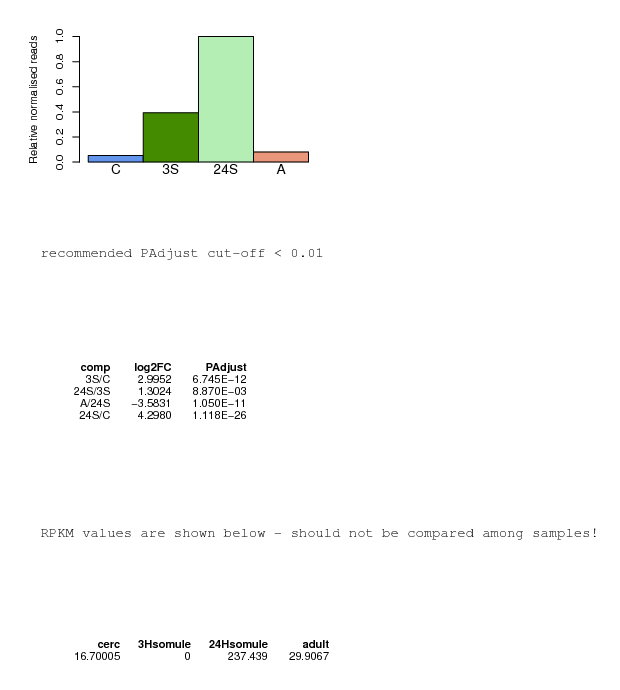 Relative normalised reads
1.0
0.8
0.6
0.4
0.2
0.0
C 3S 24S A
recommended PAdjust cut-off < 0.01
comp log2FC PAdjust
3S/C 2.9952 6.745E-12
24S/3S 1.3024 8.870E-03
A/24S -3.5831 1.050E-11
24S/C 4.2980 1.118E-26
RPKM values are shown below - should not be compared among samples!
cerc 3Hsomule 24Hsomule adult
16.70005 0 237.439 29.9067